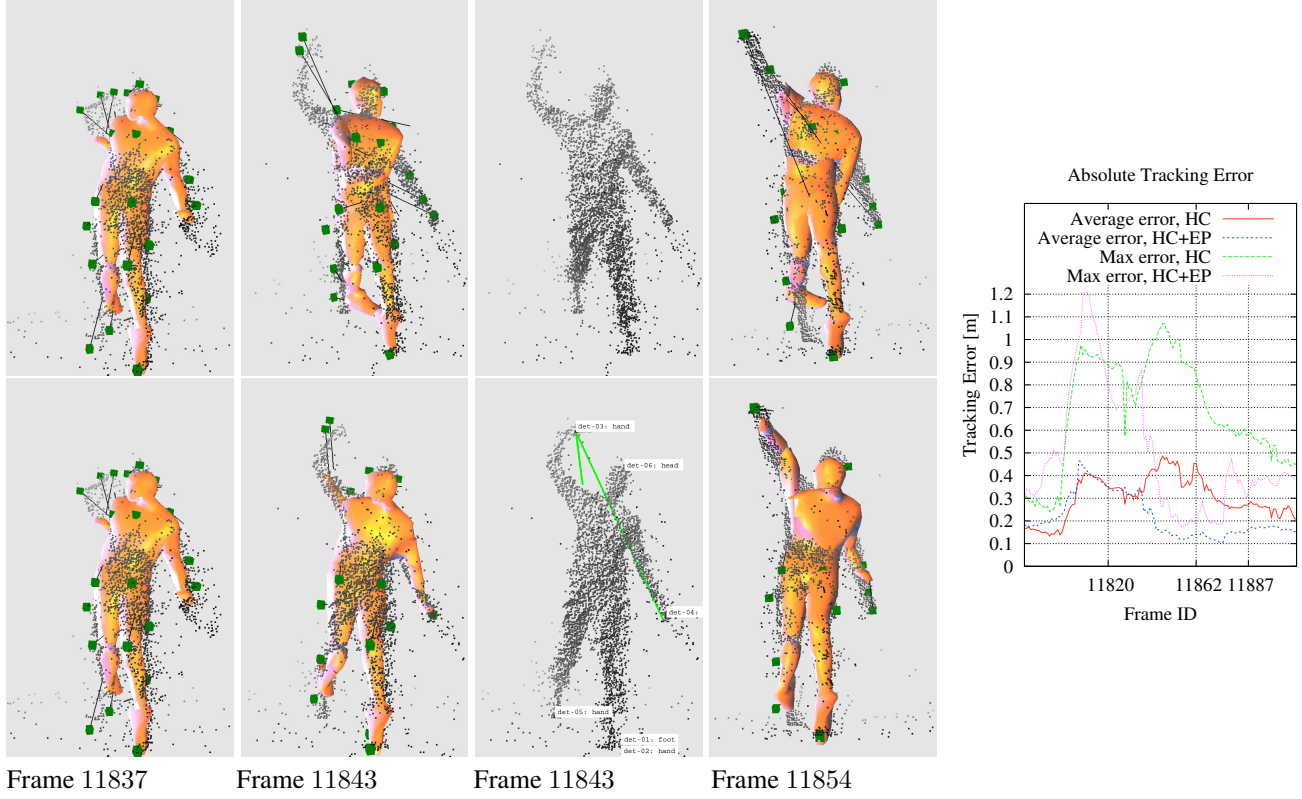 det-03: hand
det-06: head
det-04:
det-05: hand
det-01: foot
det-02: hand
Frame 11837
Frame 11843
Frame 11843
Frame 11854
Absolute Tracking Error
Average error, HC
Average error, HC+EP
Max error, HC
Max error, HC+EP
1.2
1.1
1
0.9
0.8
0.7
0.6
0.5
0.4
0.3
0.2
0.1
0
Tracking Error [m]
11820 11862 11887
Frame ID